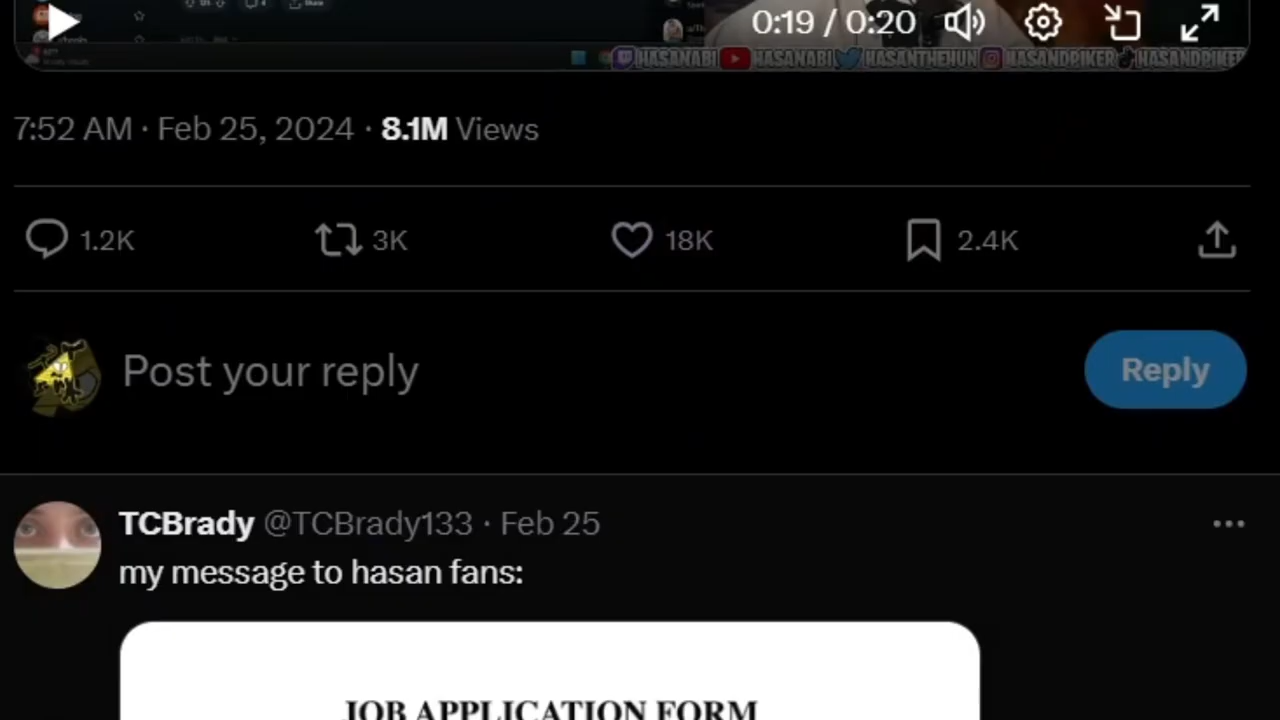 0:19 / 0:20
HASANABI HASANABI HASANTHEHUN HASANDPIKER HASANDPIKER
7:52 AM · Feb 25, 2024 · 8.1M Views
1.2K 3K 18K 2.4K
Post your reply
Reply
TCBrady @TCBrady133 · Feb 25
my message to hasan fans:
JOB APPLICATION FORM